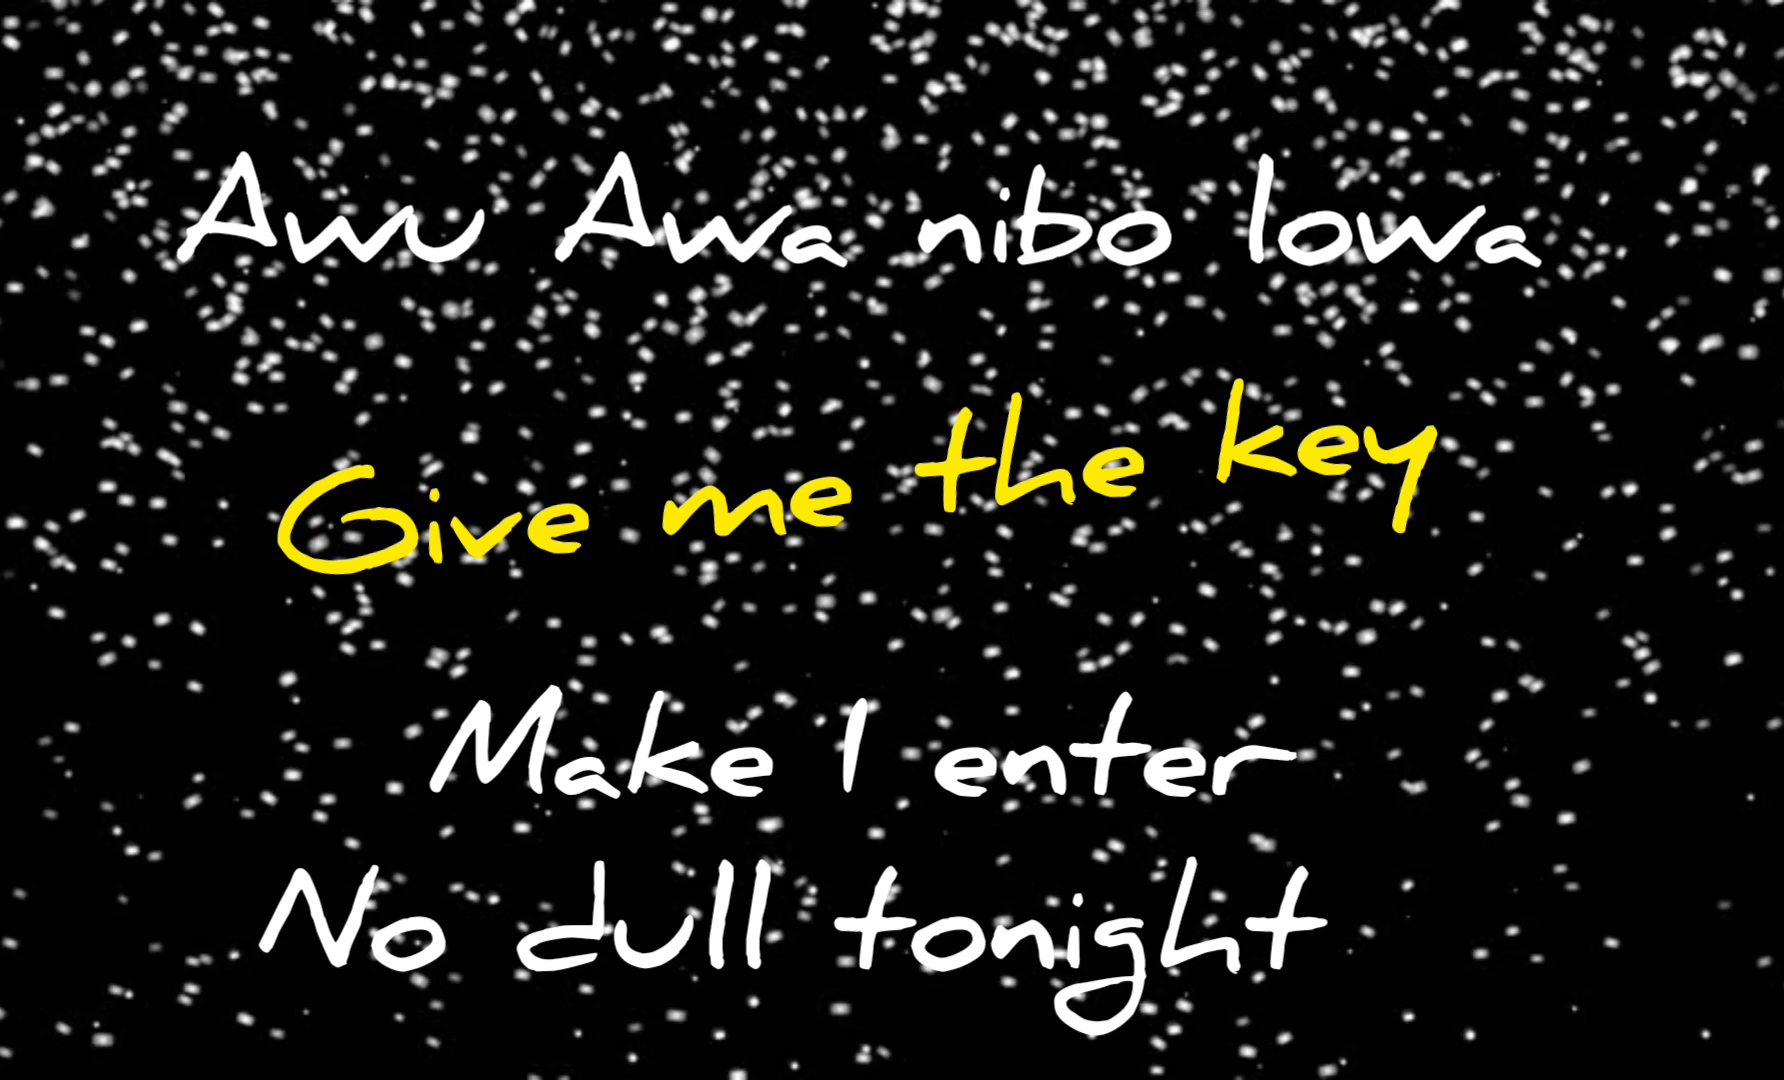 Awu Awa nibo lowa
Give me the key
Make I enter
No dull tonight